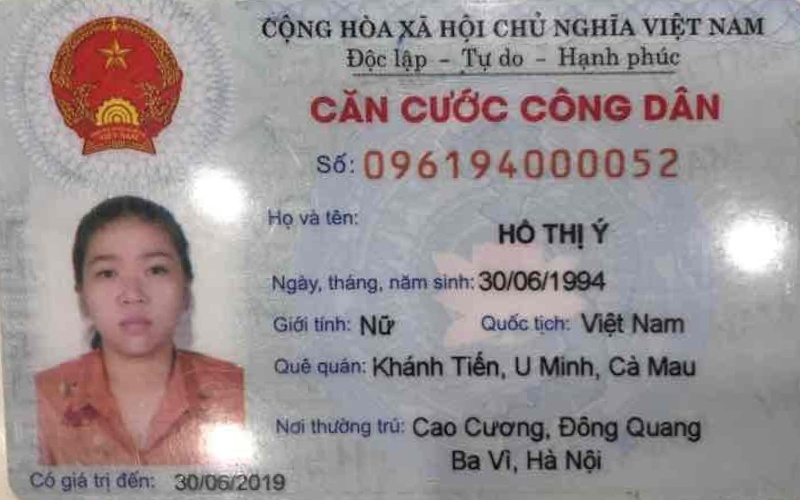 CỘNG HÒA XÃ HỘI CHỦ NGHĨA VIỆT NAM
Độc lập - Tự do - Hạnh phúc
CĂN CƯỚC CÔNG DÂN
Số: 096194000052
Họ và tên:
HỒ THỊ Ý
Ngày, tháng, năm sinh: 30/06/1994
Giới tính: Nữ Quốc tịch: Việt Nam
Quê quán: Khánh Tiến, U Minh, Cà Mau
Nơi thường trú: Cao Cương, Đông Quang
Ba Vì, Hà Nội
Có giá trị đến: 30/06/2019